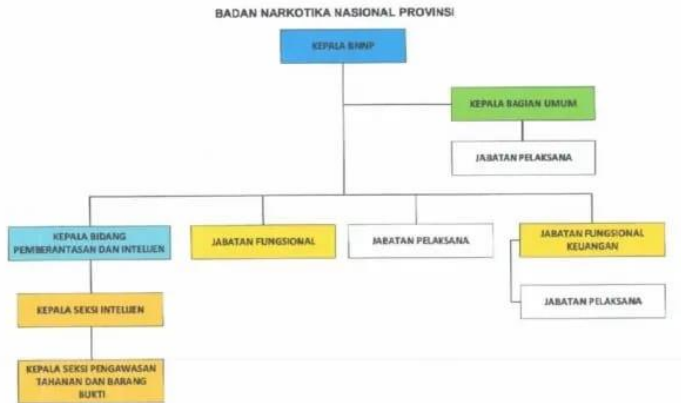 BADAN NARKOTIKA NASIONAL PROVINSI
KEPALA BNNP
KEPALA BAGIAN UMUM
JABATAN PELAKSANA
KEPALA BIDANG
PEMBERANTASAN DAN INTELIJEN
JABATAN FUNGSIONAL
JABATAN PELAKSANA
JABATAN FUNGSIONAL
KEUANGAN
KEPALA SEKSI INTELIJEN
JABATAN PELAKSANA
KEPALA SEKSI PENGAWASAN
TAHANAN DAN BARANG
BUKTI